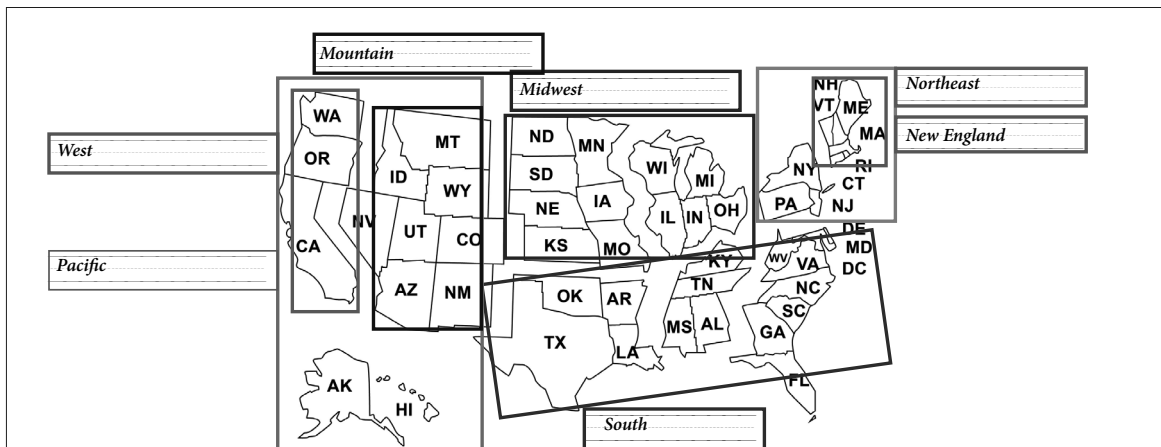 Mountain
Midwest
Northeast
New England
West
Pacific
South
WA
OR
CA
NV
ID
MT
WY
UT
CO
AZ
NM
AK
HI
ND
SD
NE
KS
MN
IA
MO
WI
IL
MI
IN
OH
OK
TX
AR
LA
KY
TN
MS
AL
WV
VA
NC
SC
GA
FL
NH
VT
ME
MA
RI
CT
NY
PA
NJ
DE
MD
DC